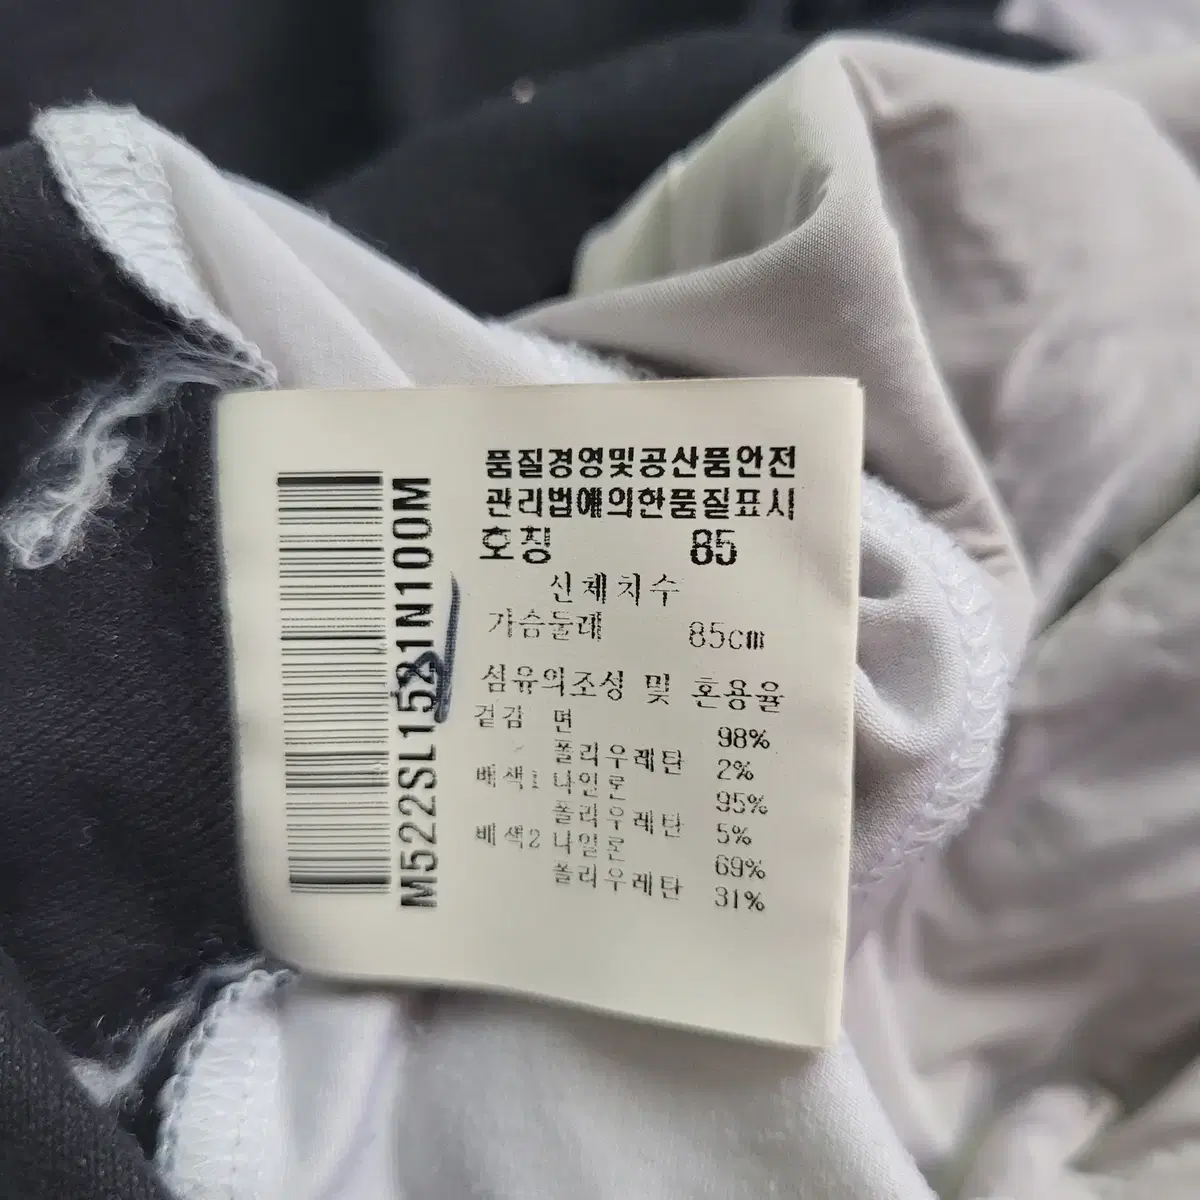 품질경영및공산품안전
관리법에의한품질표시
호칭 85
신체치수
가슴둘레 85cm
섬유의조성 및 혼용율
겉감 면 98%
폴리우레탄 2%
배색1 나일론 95%
폴리우레탄 5%
배색2 나일론 69%
폴리우레탄 31%
M522SL1521N100M